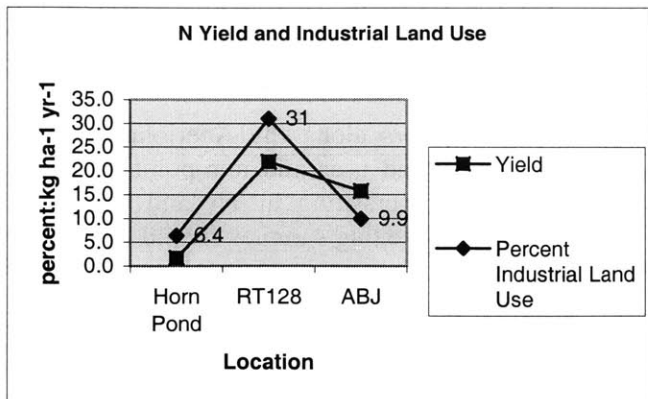 N Yield and Industrial Land Use
percent:kg ha-1 yr-1
35.0
30.0
25.0
20.0
15.0
10.0
5.0
0.0
31
6.4
9.9
Horn
Pond
RT128
ABJ
Location
Yield
Percent
Industrial Land
Use